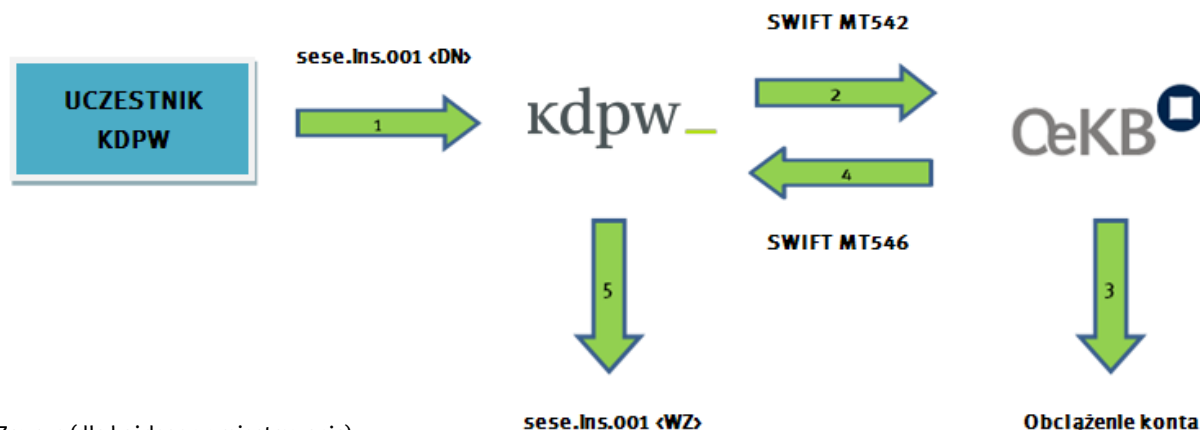 SWIFT MT542
sese.Ins.001 <DN>
UCZESTNIK
KDPW
1
kdpw_
2
OeKB
4
SWIFT MT546
5
3
sese.Ins.001 <WZ>
Obciążenie konta